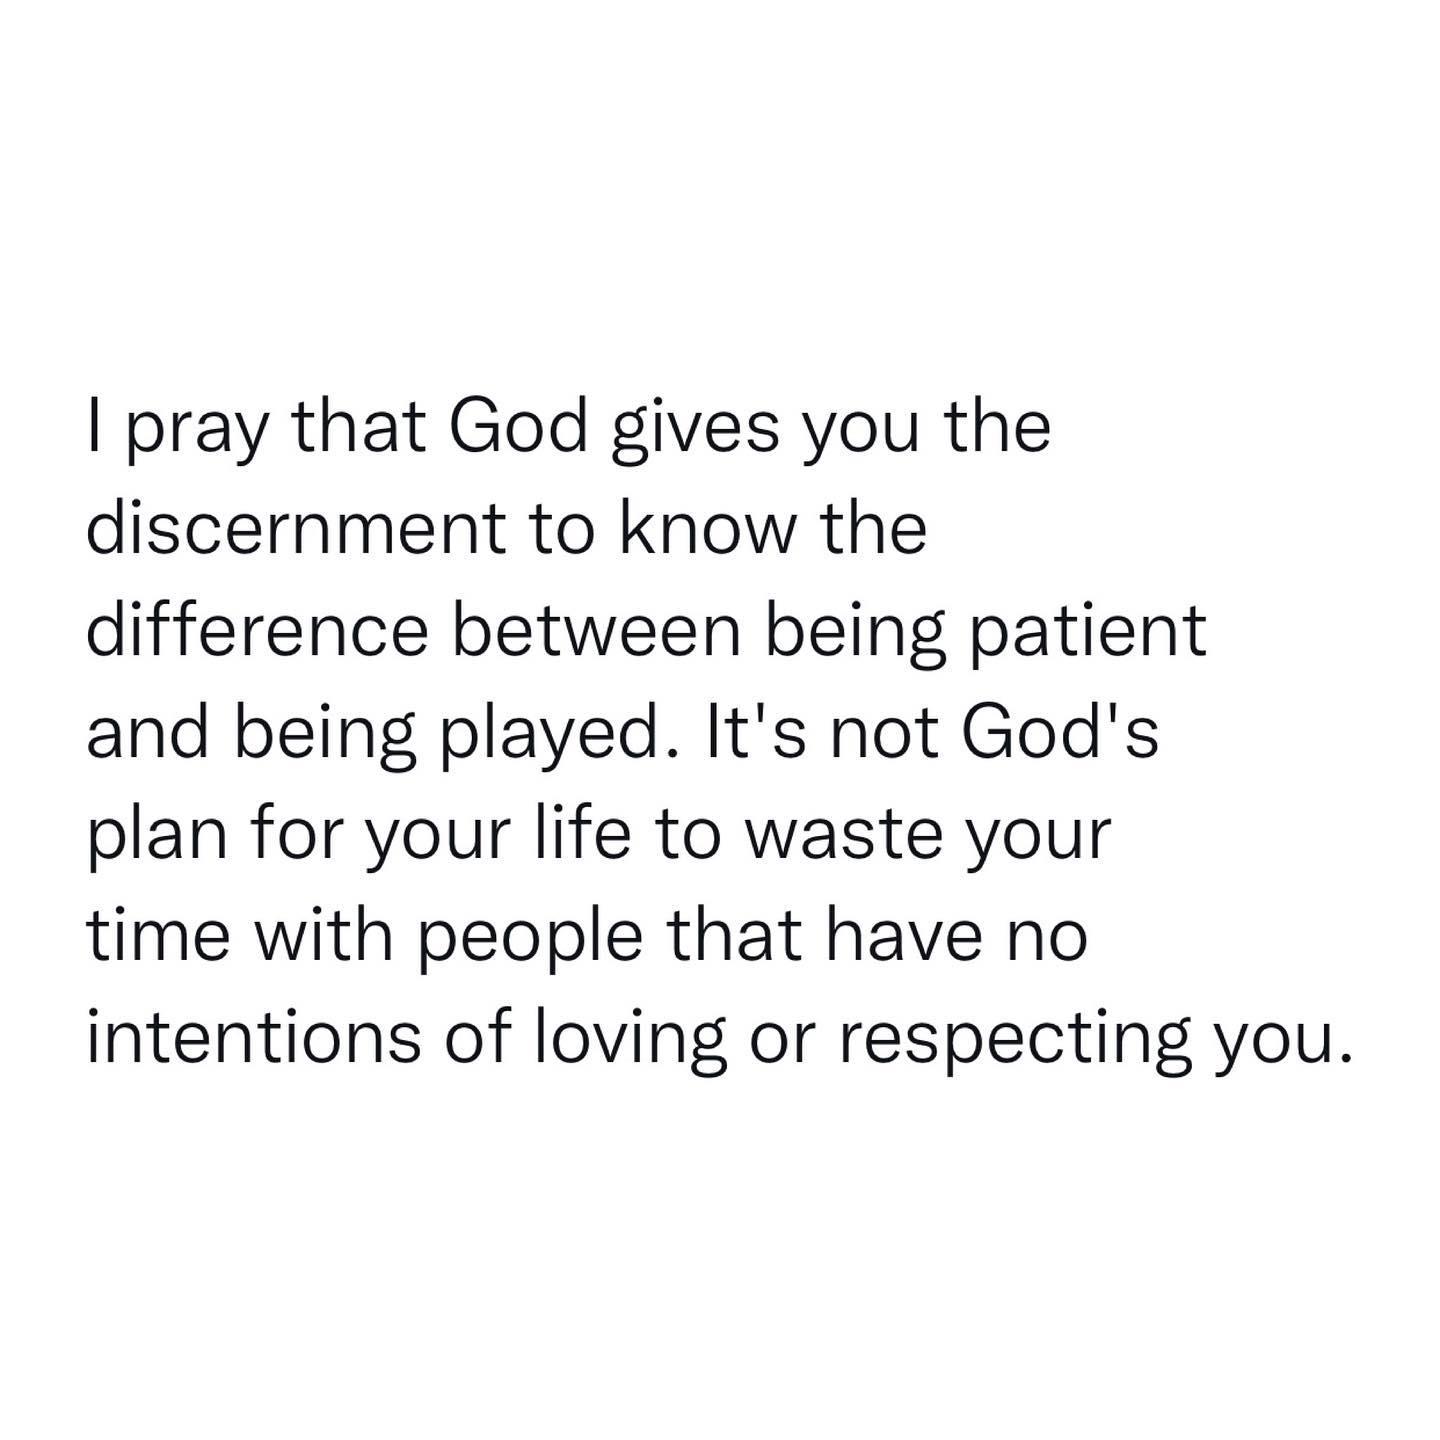 I pray that God gives you the
discernment to know the
difference between being patient
and being played. It's not God's
plan for your life to waste your
time with people that have no
intentions of loving or respecting you.